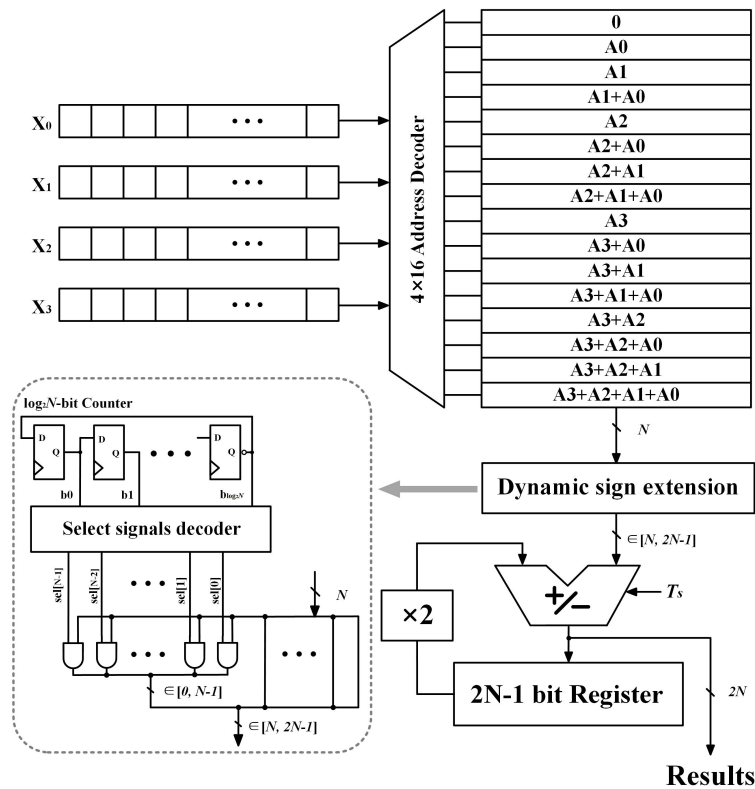 0
A0
A1
A1+A0
A2
A2+A0
A2+A1
A2+A1+A0
A3
A3+A0
A3+A1
A3+A1+A0
A3+A2
A3+A2+A0
A3+A2+A1
A3+A2+A1+A0
X₀
X₁
X₂
X₃
4×16 Address Decoder
N
Dynamic sign extension
∈[N, 2N-1]
+/−
Ts
×2
2N-1 bit Register
2N
Results
log₂N-bit Counter
D
Q
D
Q
D
Q
b0
b1
blog₂N
Select signals decoder
sel[N-1]
sel[N-2]
sel[1]
sel[0]
N
∈[0, N-1]
∈[N, 2N-1]